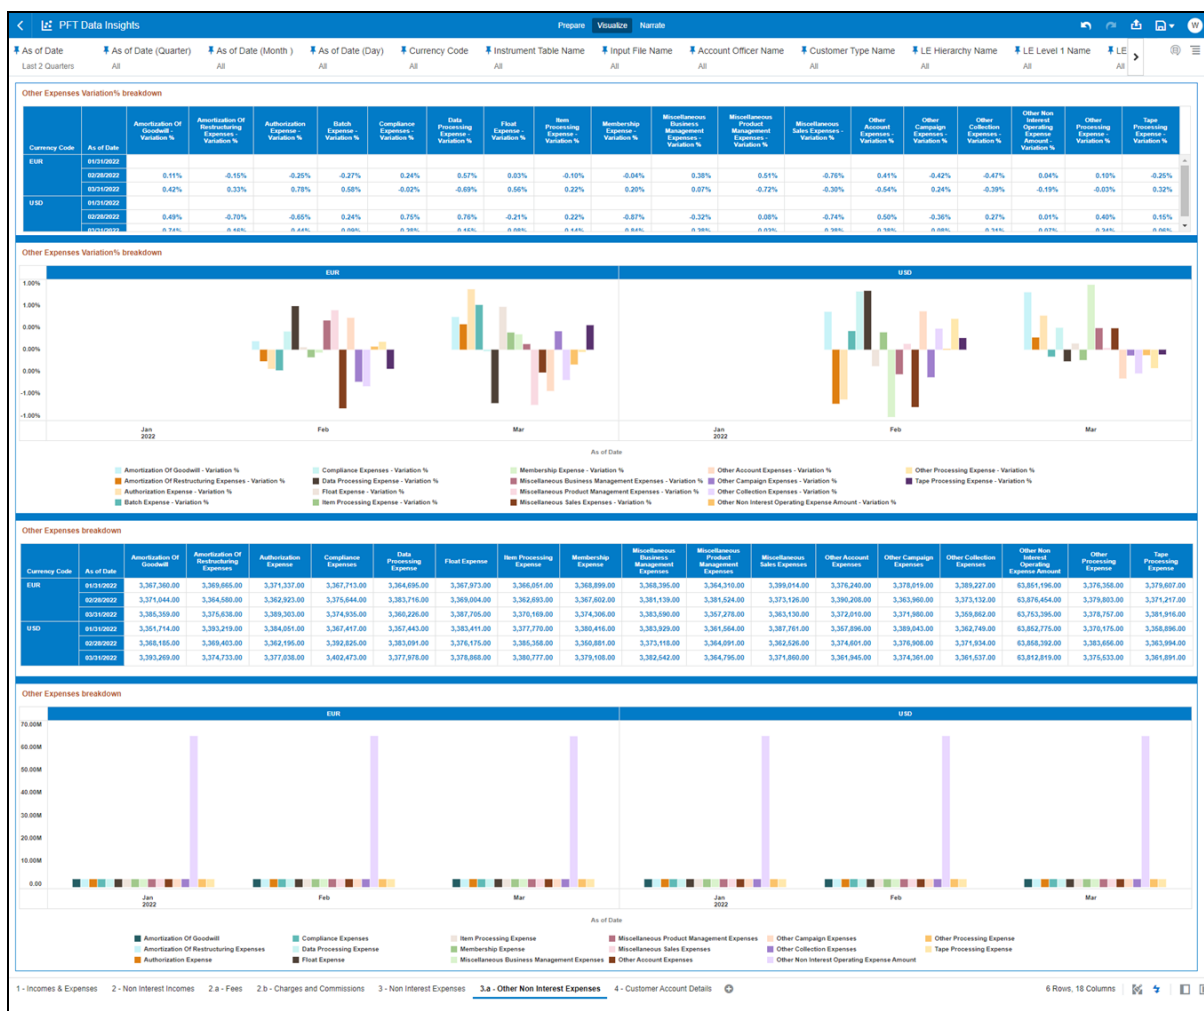 PFT Data Insights
Prepare Visualize Narrate
W
As of Date As of Date (Quarter) As of Date (Month ) As of Date (Day) Currency Code Instrument Table Name Input File Name Account Officer Name Customer Type Name LE Hierarchy Name LE Level 1 Name LE
Last 2 Quarters All All All All All All All All All All All
Other Expenses Variation% breakdown
Currency Code As of Date Amortization Of Goodwill - Variation % Amortization Of Restructuring Expenses - Variation % Authorization Expense - Variation % Batch Expense - Variation % Compliance Expenses - Variation % Data Processing Expense - Variation % Float Expense - Variation % Item Processing Expense - Variation % Membership Expense - Variation % Miscellaneous Business Management Expenses - Variation % Miscellaneous Product Management Expenses - Variation % Miscellaneous Sales Expenses - Variation % Other Account Expenses - Variation % Other Campaign Expenses - Variation % Other Collection Expenses - Variation % Other Non Interest Operating Expense Amount - Variation % Other Processing Expense - Variation % Tape Processing Expense - Variation %
EUR 01/31/2022
02/28/2022 0.11% -0.15% -0.25% -0.27% 0.24% 0.57% 0.03% -0.10% -0.04% 0.38% 0.51% -0.76% 0.41% -0.42% -0.47% 0.04% 0.10% -0.25%
03/31/2022 0.42% 0.33% 0.78% 0.58% -0.02% -0.69% 0.56% 0.22% 0.20% 0.07% -0.72% -0.30% -0.54% 0.24% -0.39% -0.19% -0.03% 0.32%
USD 01/31/2022
02/28/2022 0.49% -0.70% -0.65% 0.24% 0.75% 0.76% -0.21% 0.22% -0.87% -0.32% 0.08% -0.74% 0.50% -0.36% 0.27% 0.01% 0.40% 0.15%
Other Expenses Variation% breakdown
EUR USD
1.00%
1.00%
0.00%
0.00%
0.00%
-1.00%
-1.00%
Jan Feb Mar Jan Feb Mar
2022 2022
As of Date
Amortization Of Goodwill - Variation % Compliance Expenses - Variation % Membership Expense - Variation % Other Account Expenses - Variation % Other Processing Expense - Variation %
Amortization Of Restructuring Expenses - Variation % Data Processing Expense - Variation % Miscellaneous Business Management Expenses - Variation % Other Campaign Expenses - Variation % Tape Processing Expense - Variation %
Authorization Expense - Variation % Float Expense - Variation % Miscellaneous Product Management Expenses - Variation % Other Collection Expenses - Variation %
Batch Expense - Variation % Item Processing Expense - Variation % Miscellaneous Sales Expenses - Variation % Other Non Interest Operating Expense Amount - Variation %
Other Expenses breakdown
Currency Code As of Date Amortization Of Goodwill Amortization Of Restructuring Expenses Authorization Expense Compliance Expenses Data Processing Expense Float Expense Item Processing Expense Membership Expense Miscellaneous Business Management Expenses Miscellaneous Product Management Expenses Miscellaneous Sales Expenses Other Account Expenses Other Campaign Expenses Other Collection Expenses Other Non Interest Operating Expense Amount Other Processing Expense Tape Processing Expense
EUR 01/31/2022 3,367,360.00 3,369,665.00 3,371,337.00 3,367,713.00 3,364,695.00 3,367,973.00 3,366,051.00 3,368,899.00 3,368,395.00 3,364,310.00 3,399,014.00 3,376,240.00 3,378,019.00 3,389,227.00 63,851,196.00 3,376,358.00 3,379,607.00
02/28/2022 3,371,044.00 3,364,580.00 3,362,923.00 3,375,644.00 3,383,716.00 3,369,004.00 3,362,693.00 3,367,602.00 3,381,139.00 3,381,524.00 3,373,126.00 3,390,208.00 3,363,960.00 3,373,132.00 63,876,454.00 3,379,803.00 3,371,217.00
03/31/2022 3,385,359.00 3,375,638.00 3,389,303.00 3,374,935.00 3,360,226.00 3,387,705.00 3,370,169.00 3,374,306.00 3,383,590.00 3,357,278.00 3,363,130.00 3,372,010.00 3,371,980.00 3,359,862.00 63,753,395.00 3,378,757.00 3,381,916.00
USD 01/31/2022 3,351,714.00 3,393,219.00 3,384,051.00 3,367,417.00 3,357,443.00 3,383,411.00 3,377,770.00 3,380,416.00 3,383,929.00 3,361,564.00 3,387,761.00 3,357,896.00 3,389,043.00 3,362,749.00 63,852,775.00 3,370,175.00 3,358,896.00
02/28/2022 3,368,185.00 3,369,403.00 3,362,195.00 3,392,825.00 3,383,091.00 3,376,175.00 3,385,358.00 3,350,881.00 3,373,118.00 3,364,091.00 3,362,526.00 3,374,601.00 3,376,908.00 3,371,934.00 63,858,392.00 3,383,656.00 3,363,994.00
03/31/2022 3,393,269.00 3,374,733.00 3,377,038.00 3,402,473.00 3,377,978.00 3,378,868.00 3,380,777.00 3,379,108.00 3,382,542.00 3,364,795.00 3,371,860.00 3,361,945.00 3,374,361.00 3,361,537.00 63,812,819.00 3,375,533.00 3,361,891.00
Other Expenses breakdown
EUR USD
70.00M
60.00M
50.00M
40.00M
30.00M
20.00M
10.00M
0.00
Jan Feb Mar Jan Feb Mar
2022 2022
As of Date
Amortization Of Goodwill Compliance Expenses Item Processing Expense Miscellaneous Product Management Expenses Other Campaign Expenses Other Processing Expense
Amortization Of Restructuring Expenses Data Processing Expense Membership Expense Miscellaneous Sales Expenses Other Collection Expenses Tape Processing Expense
Authorization Expense Float Expense Miscellaneous Business Management Expenses Other Account Expenses Other Non Interest Operating Expense Amount
1 - Incomes & Expenses 2 - Non Interest Incomes 2.a - Fees 2.b - Charges and Commissions 3 - Non Interest Expenses 3.a - Other Non Interest Expenses 4 - Customer Account Details 6 Rows, 18 Columns